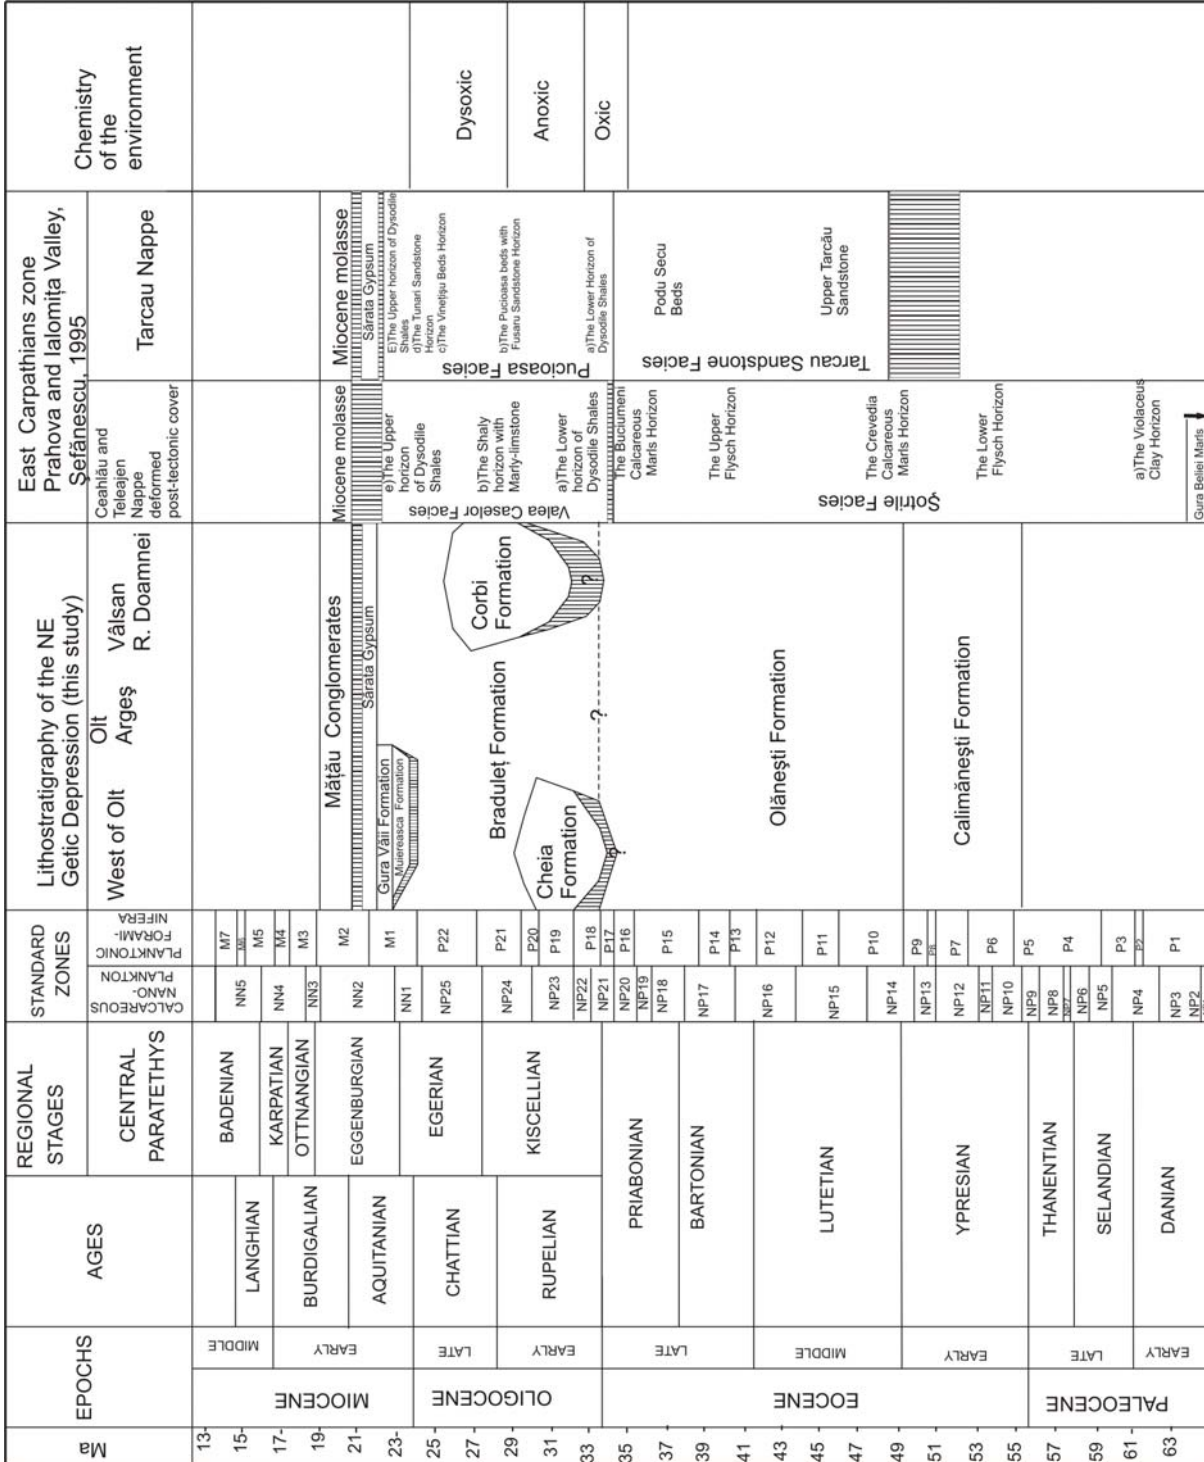 Ma
EPOCHS
AGES
REGIONAL
STAGES
CENTRAL
PARATETHYS
STANDARD
ZONES
CALCAREOUS
NANO-
PLANKTON
PLANKTONIC
FORAMI-
NIFERA
Lithostratigraphy of the NE
Getic Depression (this study)
West of Olt
Olt
Argeş
Vâlsan
R. Doamnei
East Carpathians zone
Prahova and Ialomiţa Valley,
Şefănescu, 1995
Ceahlău and
Teleajen
Nappe
deformed
post-tectonic cover
Tarcau Nappe
Chemistry
of the
environment
13-
15-
17-
19-
21-
23-
25
27
29
31
33
35
37
39
41
43
45
47
49
51
53
55
57
59
61
63
MIOCENE
OLIGOCENE
EOCENE
PALEOCENE
MIDDLE
EARLY
LATE
EARLY
LATE
MIDDLE
EARLY
LATE
EARLY
LANGHIAN
BURDIGALIAN
AQUITANIAN
CHATTIAN
RUPELIAN
PRIABONIAN
BARTONIAN
LUTETIAN
YPRESIAN
THANENTIAN
SELANDIAN
DANIAN
BADENIAN
KARPATIAN
OTTNANGIAN
EGGENBURGIAN
EGERIAN
KISCELLIAN
NN5
NN4
NN3
NN2
NN1
NP25
NP24
NP23
NP22
NP21
NP20
NP19
NP18
NP17
NP16
NP15
NP14
NP13
NP12
NP11
NP10
NP9
NP8
NP7
NP6
NP5
NP4
NP3
NP2
M7
M6
M5
M4
M3
M2
M1
P22
P21
P20
P19
P18
P17
P16
P15
P14
P13
P12
P11
P10
P9
P8
P7
P6
P5
P4
P3
P2
P1
Măţău Conglomerates
Sărata Gypsum
Gura Văii Formation
Muiereasca Formation
Braduleţ Formation
Cheia
Formation
?
?
Corbi
Formation
?
Olăneşti Formation
Calimăneşti Formation
Miocene molasse
e)The Upper
horizon
of Dysodile
Shales
b)The Shaly
horizon with
Marly-limstone
a)The Lower
horizon of
Dysodile Shales
Valea Caselor Facies
The Buciumeni
Calcareous
Marls Horizon
The Upper
Flysch Horizon
The Crevedia
Calcareous
Marls Horizon
The Lower
Flysch Horizon
a)The Violaceus
Clay Horizon
Şotrile Facies
Gura Beliei Marls
Miocene molasse
Sărata Gypsum
E)The Upper horizon of Dysodile
Shales
d)The Tunari Sandstone
Horizon
c)The Vineţişu Beds Horizon
b)The Pucioasa beds with
Fusaru Sandstone Horizon
a)The Lower Horizon of
Dysodile Shales
Pucioasa Facies
Podu Secu
Beds
Upper Tarcău
Sandstone
Tarcau Sandstone Facies
Dysoxic
Anoxic
Oxic